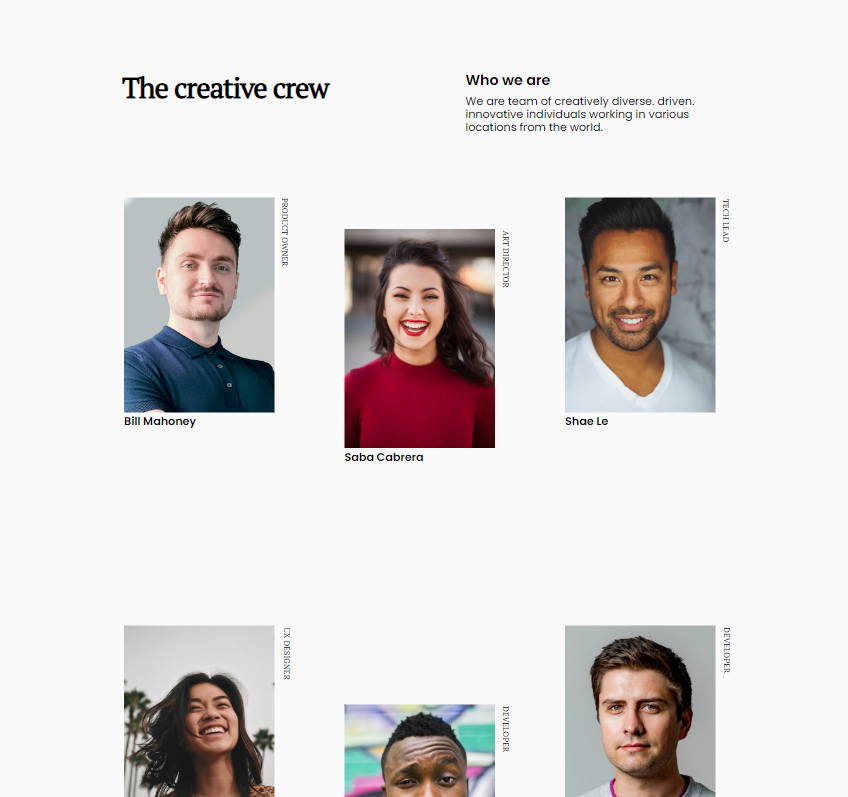 The creative crew
Who we are
We are team of creatively diverse. driven.
innovative individuals working in various
locations from the world.
PRODUCT OWNER
Bill Mahoney
ART DIRECTOR
Saba Cabrera
TECH LEAD
Shae Le
UX DESIGNER
DEVELOPER
DEVELOPER